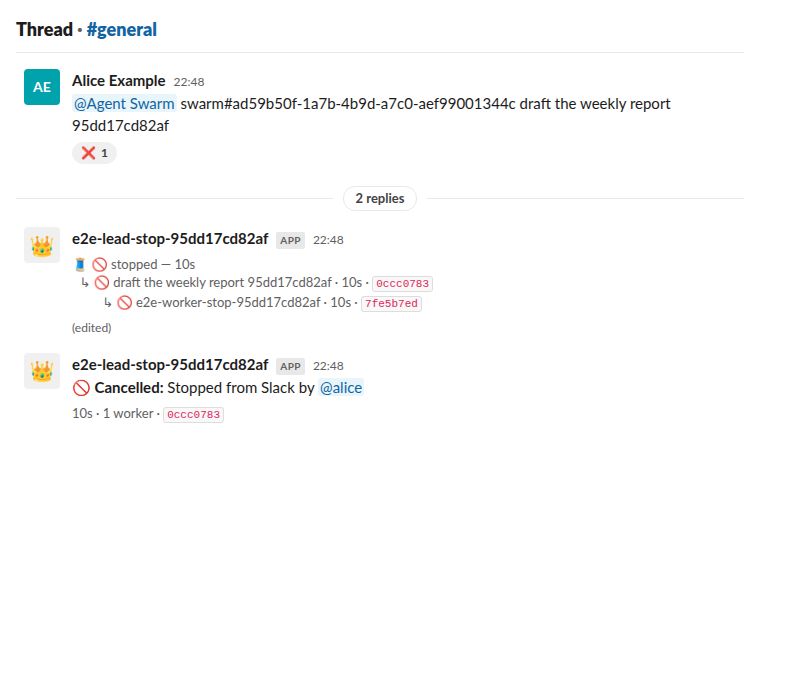 Thread • #general
AE
Alice Example 22:48
@Agent Swarm swarm#ad59b50f-1a7b-4b9d-a7c0-aef99001344c draft the weekly report
95dd17cd82af
❌ 1
2 replies
e2e-lead-stop-95dd17cd82af APP 22:48
🧵 🚫 stopped — 10s
↳ 🚫 draft the weekly report 95dd17cd82af · 10s · 0ccc0783
↳ 🚫 e2e-worker-stop-95dd17cd82af · 10s · 7fe5b7ed
(edited)
e2e-lead-stop-95dd17cd82af APP 22:48
🚫 Cancelled: Stopped from Slack by @alice
10s · 1 worker · 0ccc0783